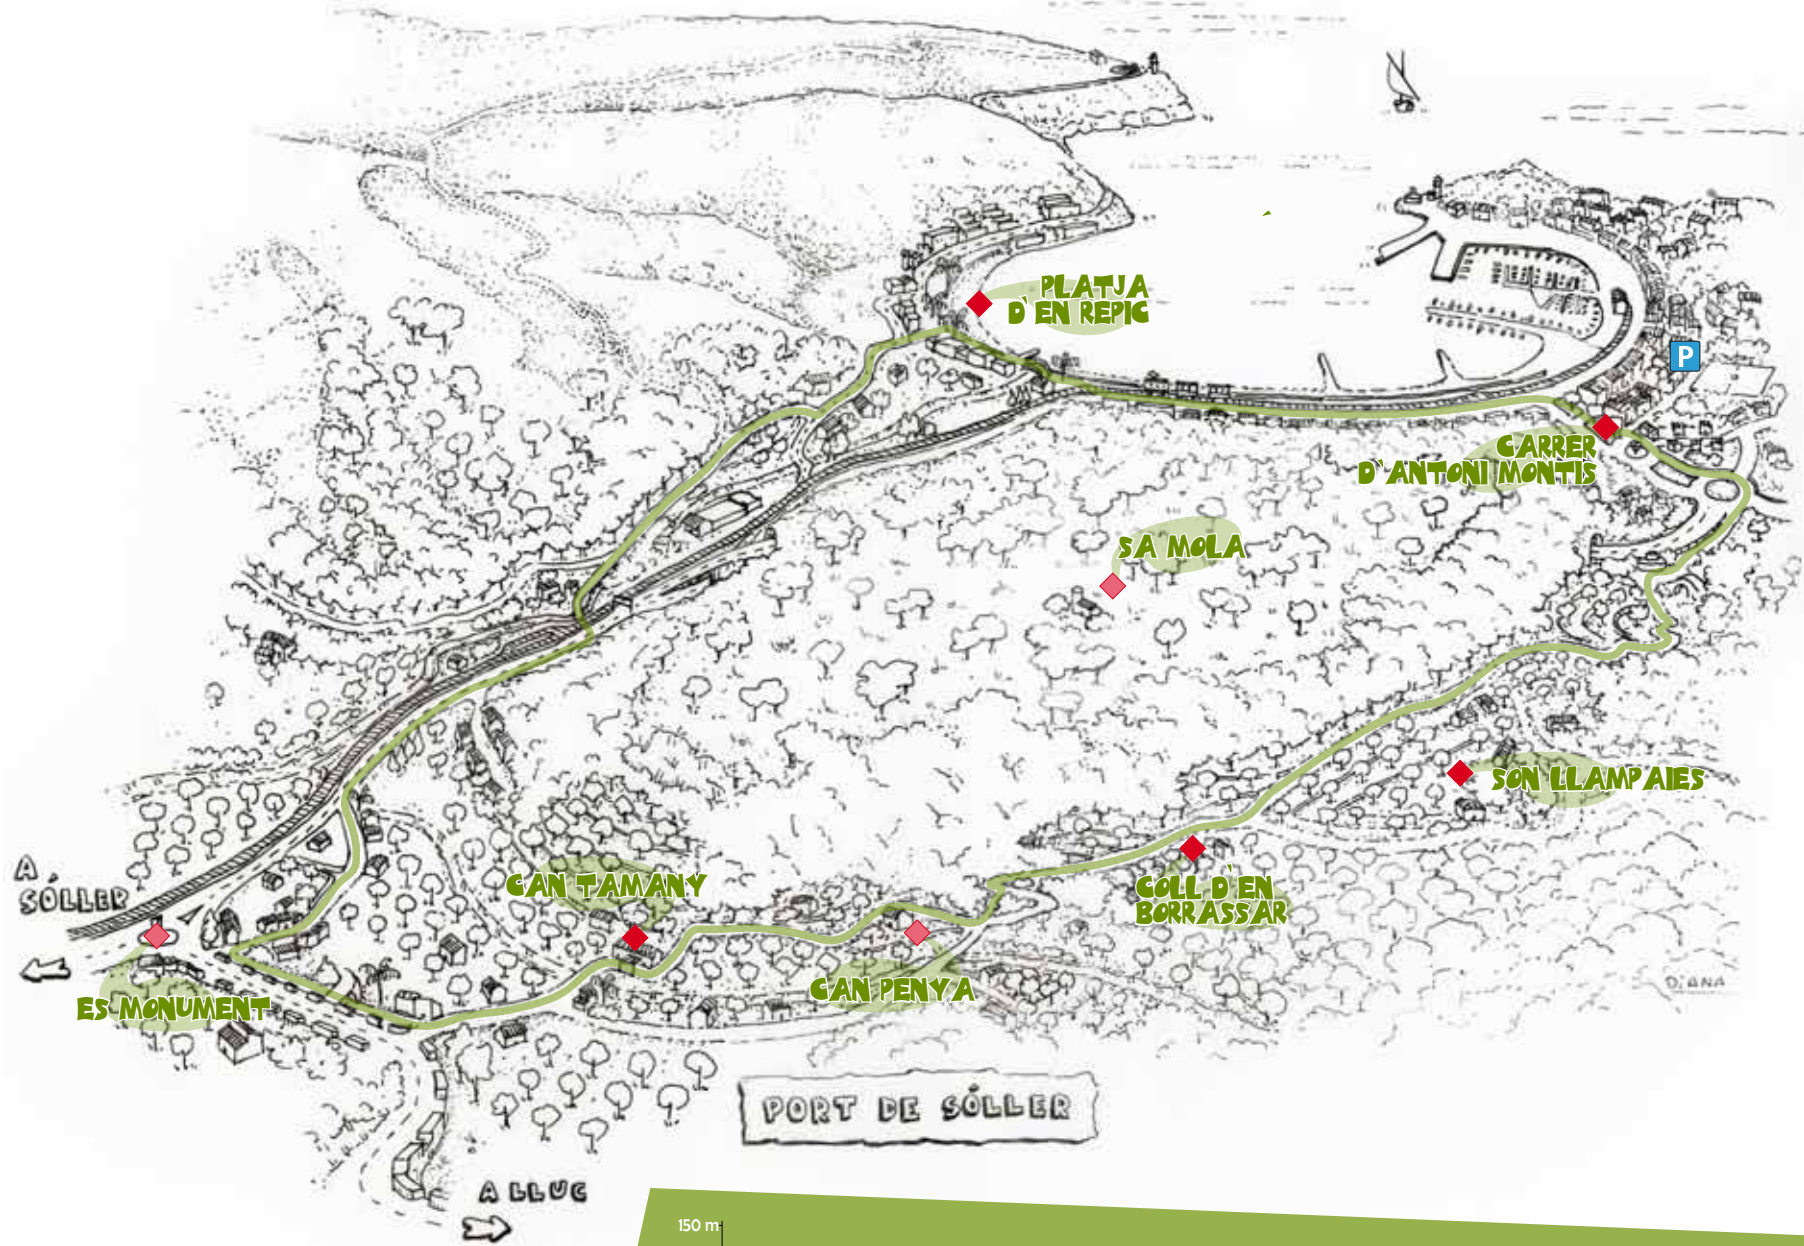 PLATJA
D'EN REPIC
P
CARRER
D'ANTONI MONTIS
SA MOLA
SON LLAMPAIES
A
SÓLLER
CAN TAMANY
COLL D'EN
BORRASSAR
CAN PENYA
DIANA
ES MONUMENT
PORT DE SÓLLER
A LLUC
150 m